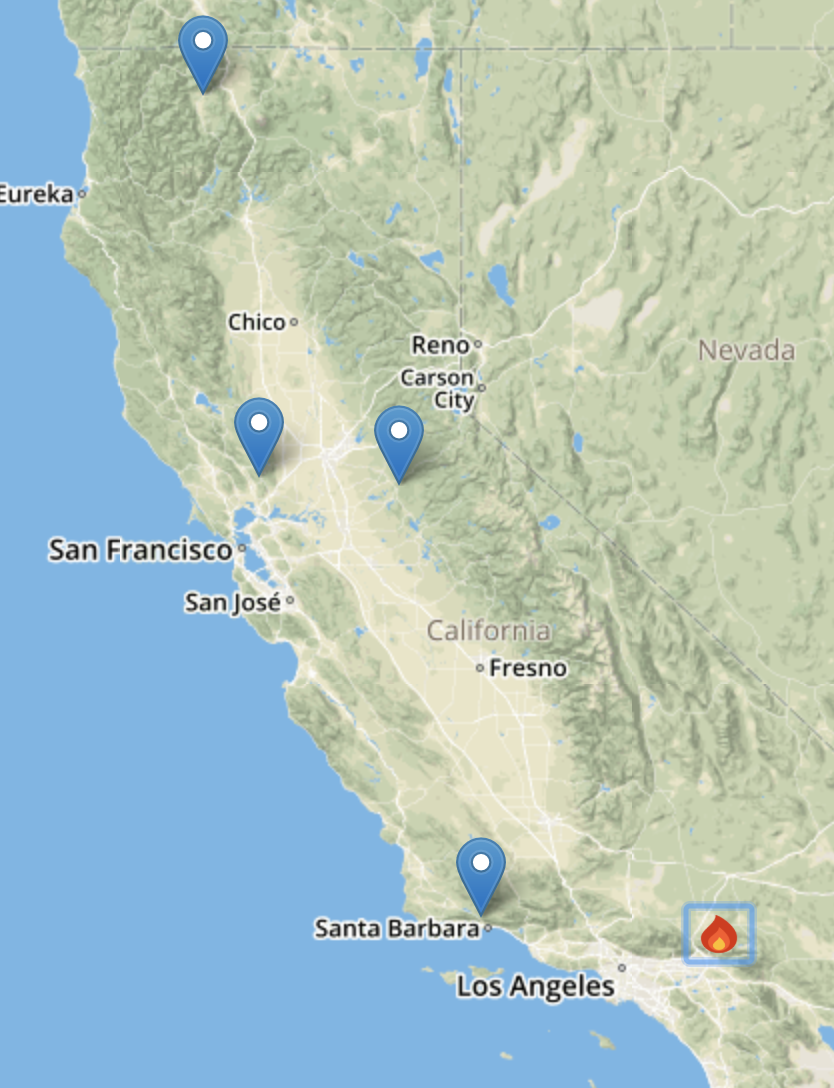 Eureka
Chico
Reno
Carson
City
Nevada
San Francisco
San José
California
Fresno
Santa Barbara
Los Angeles